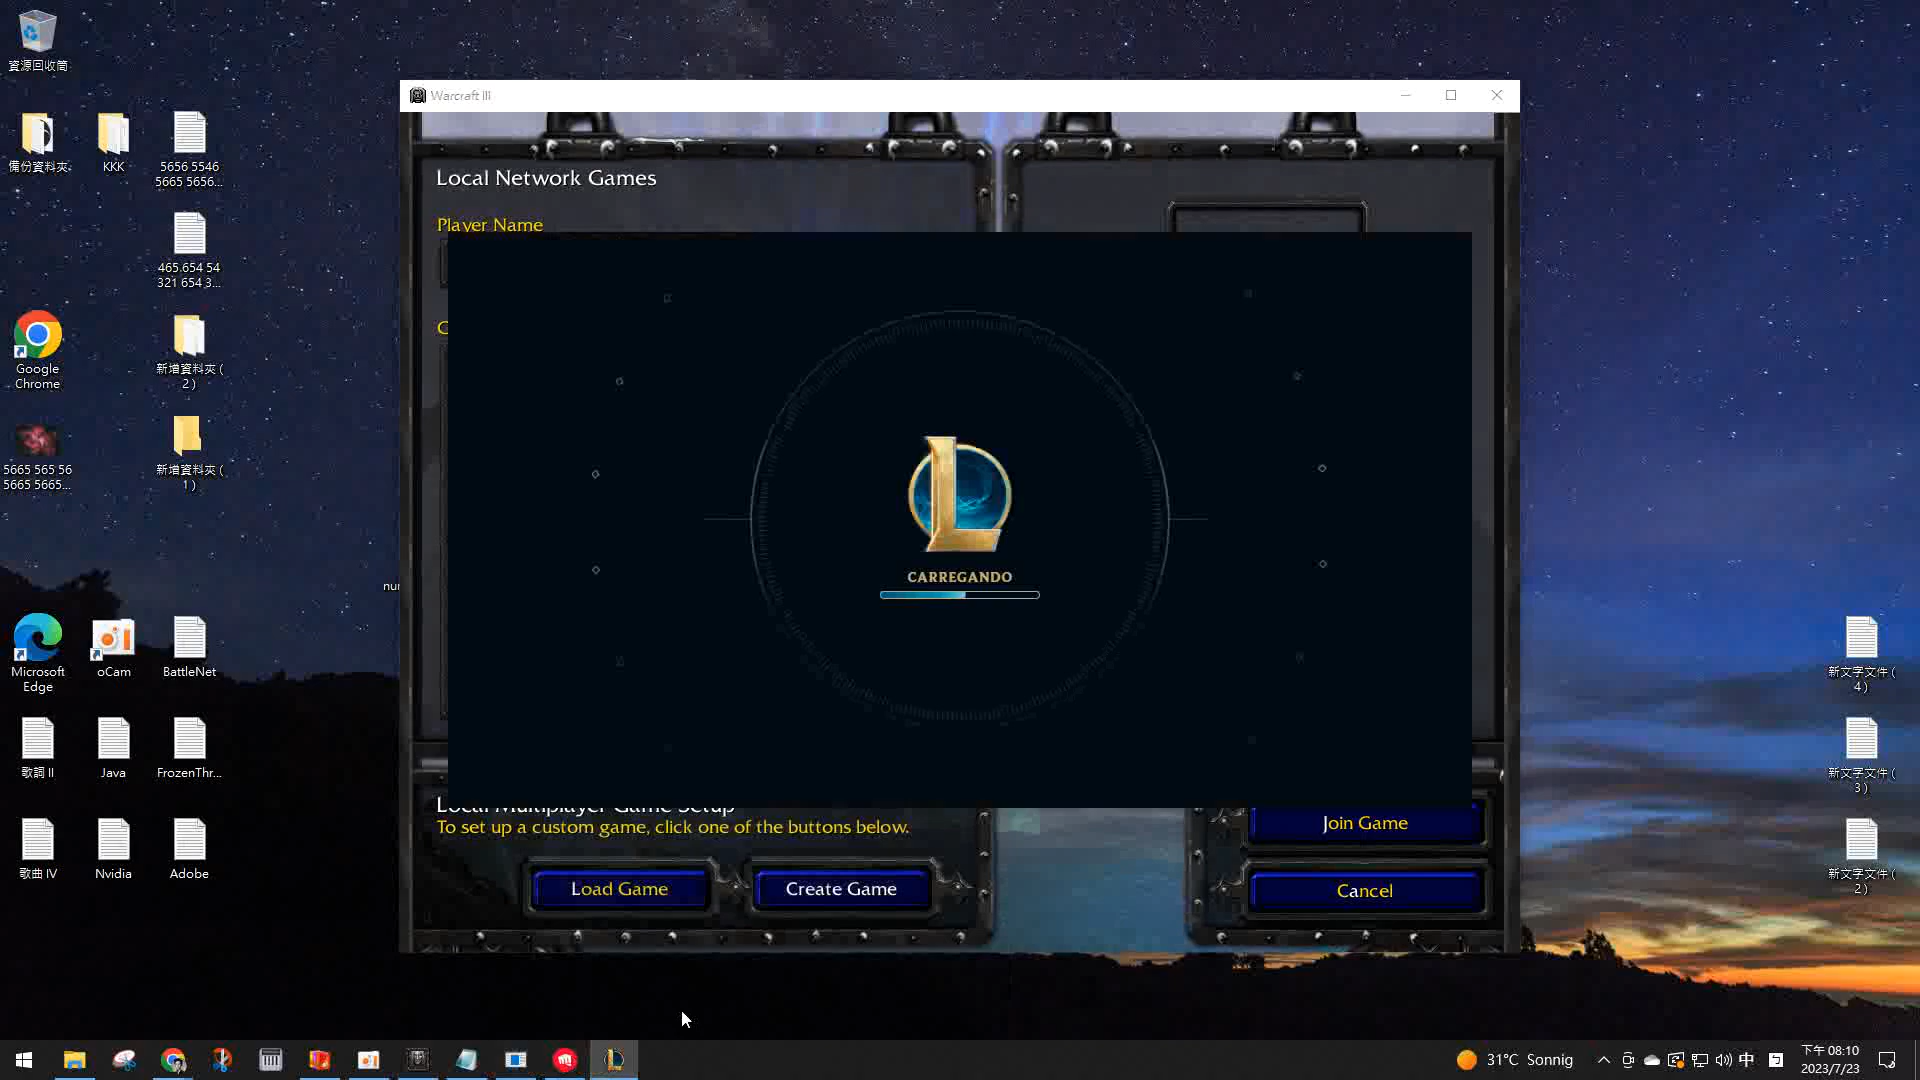 資源回收筒
備份資料夾
KKK
5656 5546
5665 5656...
465.654 54
321 654 3...
Google
Chrome
新增資料夾 (
2 )
5665 565 56
5665 5665...
新增資料夾 (
1 )
Microsoft
Edge
oCam
BattleNet
歌詞 II
Java
FrozenThr...
歌曲 IV
Nvidia
Adobe
Warcraft III
Local Network Games
Player Name
CARREGANDO
Local Multiplayer Game Setup
To set up a custom game, click one of the buttons below.
Load Game
Create Game
Join Game
Cancel
新文字文件 (
4 )
新文字文件 (
3 )
新文字文件 (
2 )
31°C Sonnig
中
下午 08:10
2023/7/23